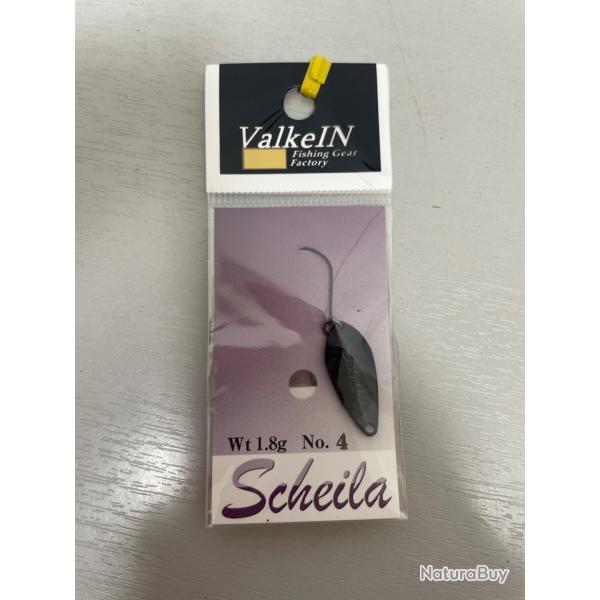 ValkeIN
Fishing Gear
Factory
Wt 1.8g No. 4
Scheila
NaturaBuy